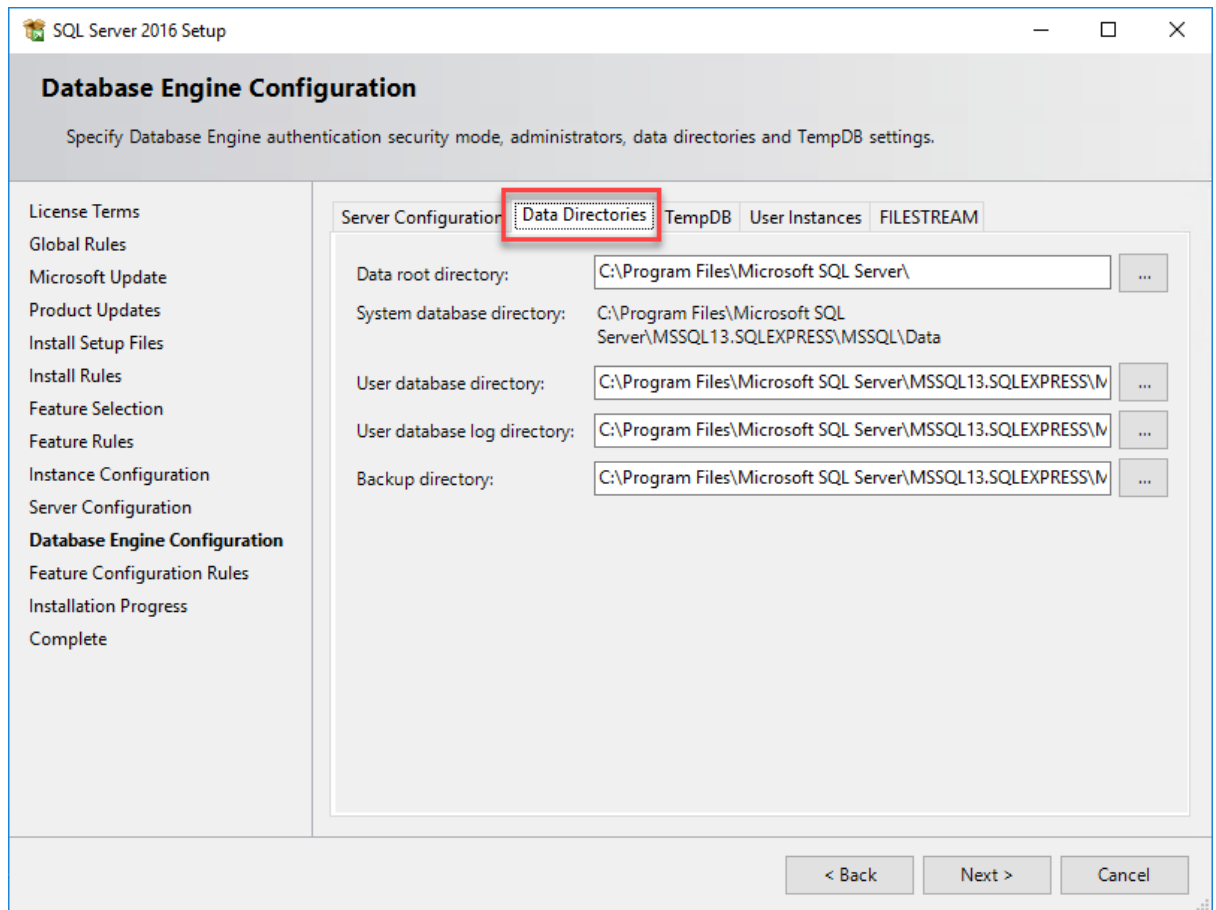 SQL Server 2016 Setup
Database Engine Configuration
Specify Database Engine authentication security mode, administrators, data directories and TempDB settings.
License Terms
Global Rules
Microsoft Update
Product Updates
Install Setup Files
Install Rules
Feature Selection
Feature Rules
Instance Configuration
Server Configuration
Database Engine Configuration
Feature Configuration Rules
Installation Progress
Complete
Server Configuration Data Directories TempDB User Instances FILESTREAM
Data root directory: C:\Program Files\Microsoft SQL Server\ ...
System database directory: C:\Program Files\Microsoft SQL
Server\MSSQL13.SQLEXPRESS\MSSQL\Data
User database directory: C:\Program Files\Microsoft SQL Server\MSSQL13.SQLEXPRESS\M ...
User database log directory: C:\Program Files\Microsoft SQL Server\MSSQL13.SQLEXPRESS\M ...
Backup directory: C:\Program Files\Microsoft SQL Server\MSSQL13.SQLEXPRESS\M ...
< Back Next > Cancel